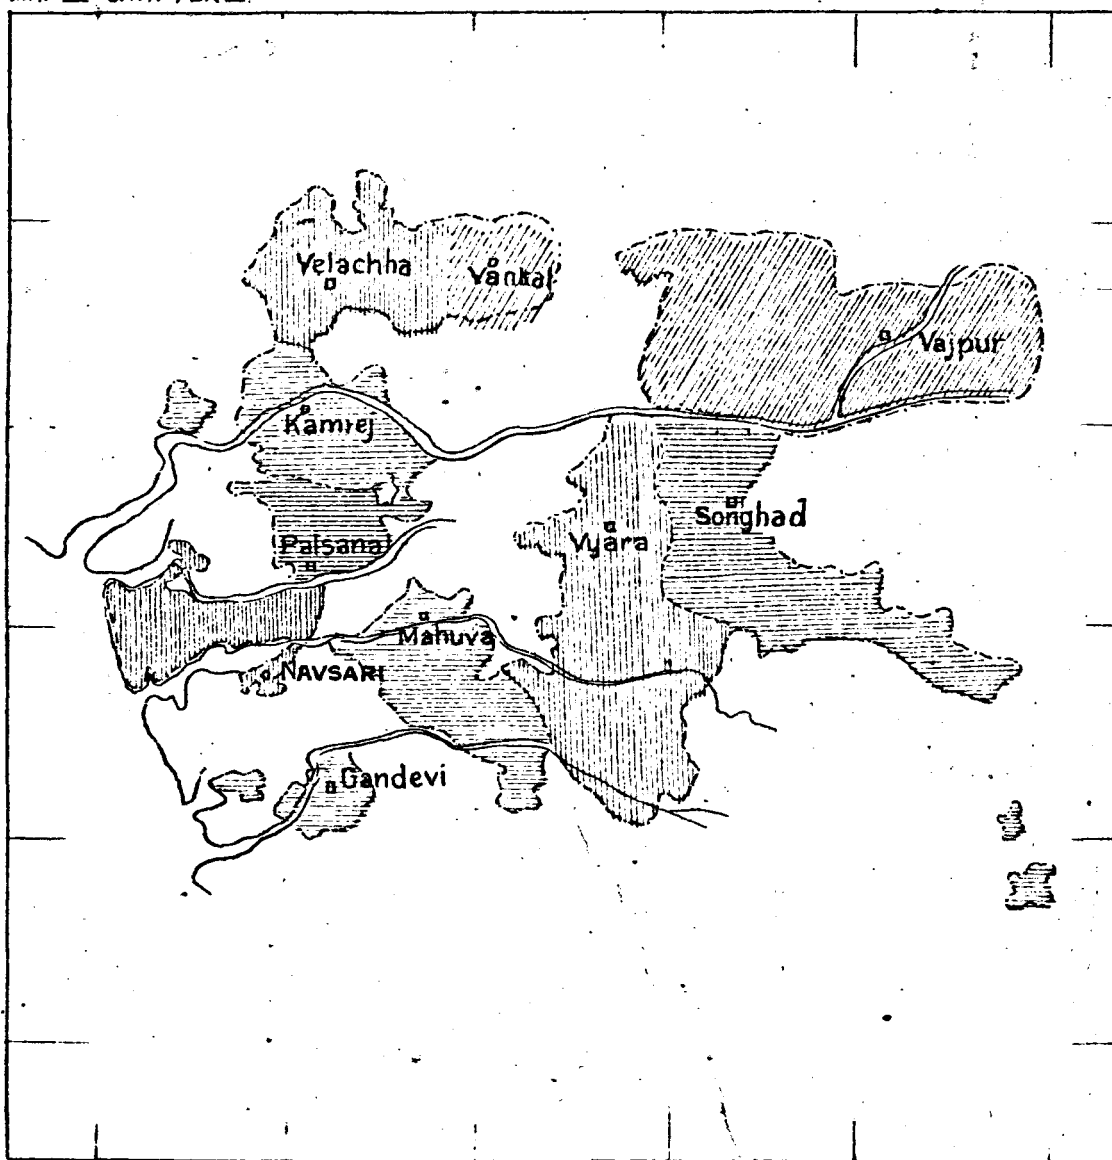 Velachha
Vankal
Vajpur
Kamrej
Songhad
Palsana
Vyara
Mahuva
NAVSARI
Gandevi